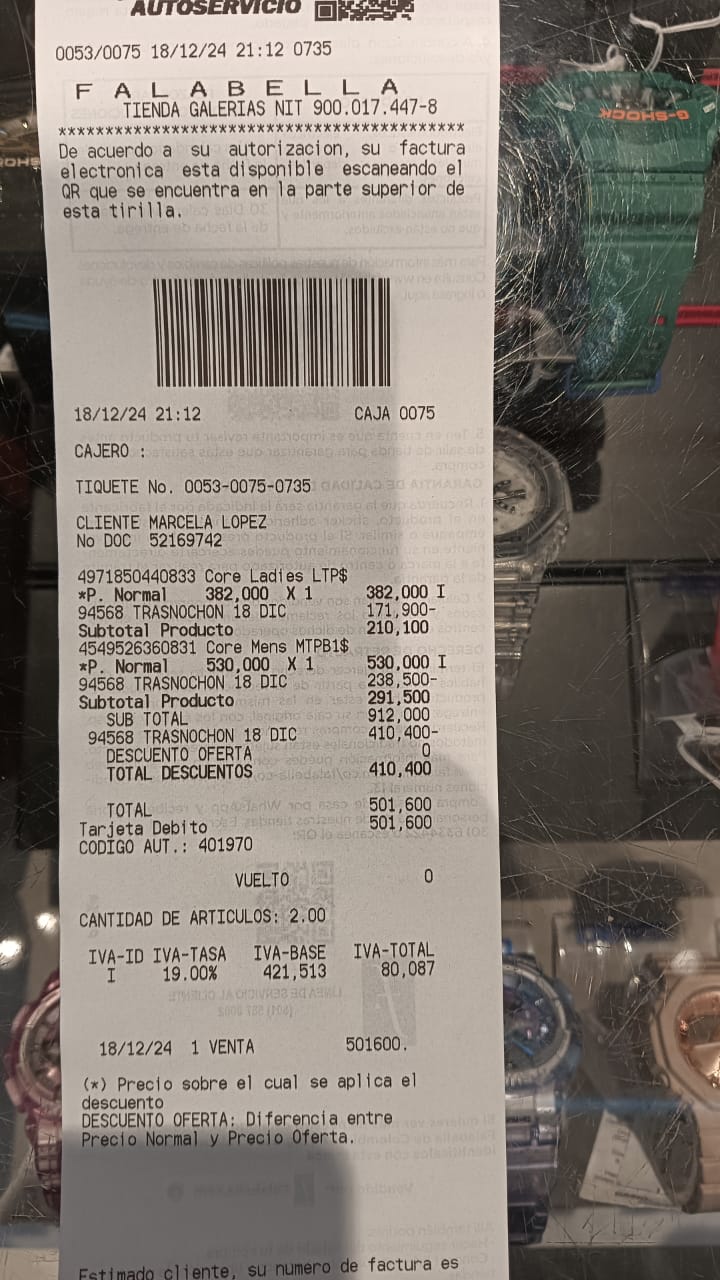 AUTOSERVICIO
0053/0075 18/12/24 21:12 0735
F A L A B E L L A
TIENDA GALERIAS NIT 900.017.447-8
*******************************************
De acuerdo a su autorizacion, su factura
electronica esta disponible escaneando el
QR que se encuentra en la parte superior de
esta tirilla.
18/12/24 21:12 CAJA 0075
CAJERO :
TIQUETE No. 0053-0075-0735
CLIENTE MARCELA LOPEZ
No DOC 52169742
4971850440833 Core Ladies LTP$
*P. Normal 382,000 X 1 382,000 I
94568 TRASNOCHON 18 DIC 171,900-
Subtotal Producto 210,100
4549526360831 Core Mens MTPB1$
*P. Normal 530,000 X 1 530,000 I
94568 TRASNOCHON 18 DIC 238,500-
Subtotal Producto 291,500
SUB TOTAL 912,000
94568 TRASNOCHON 18 DIC 410,400-
DESCUENTO OFERTA 0
TOTAL DESCUENTOS 410,400
TOTAL 501,600
Tarjeta Debito 501,600
CODIGO AUT.: 401970
VUELTO 0
CANTIDAD DE ARTICULOS: 2.00
IVA-ID IVA-TASA IVA-BASE IVA-TOTAL
I 19.00% 421,513 80,087
18/12/24 1 VENTA 501600.
(*) Precio sobre el cual se aplica el
descuento
DESCUENTO OFERTA: Diferencia entre
Precio Normal y Precio Oferta.
Estimado cliente, su numero de factura es
G-SHOCK